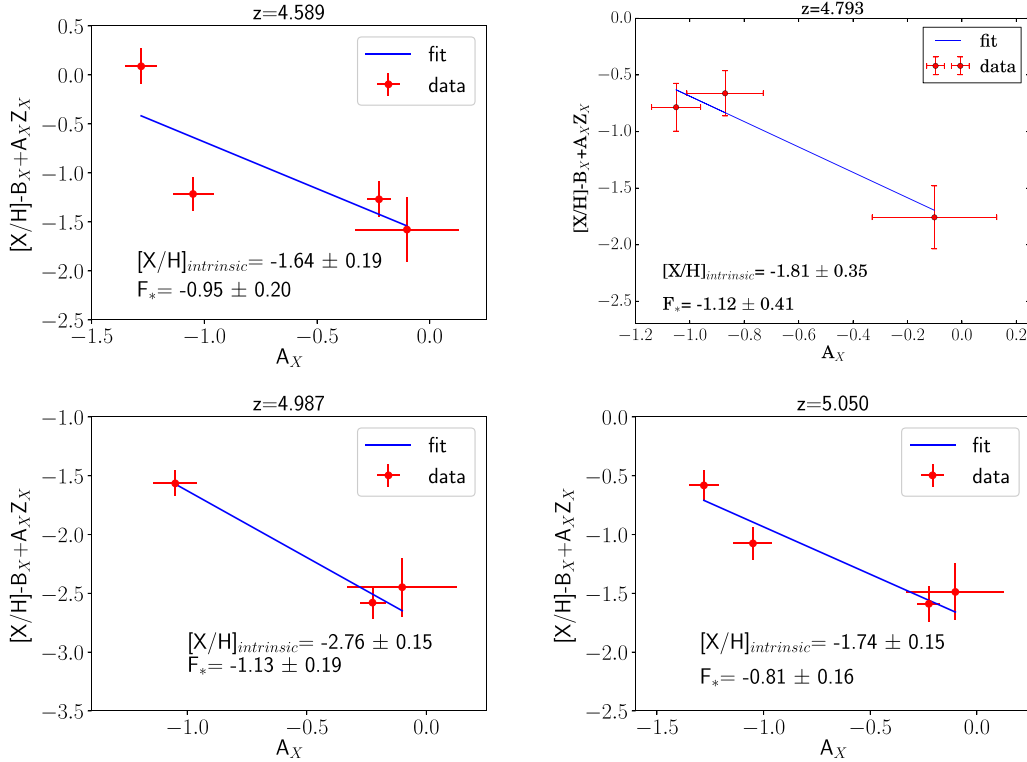 z=4.589
0.5
0.0
−0.5
−1.0
−1.5
−2.0
−2.5
[X/H]-B_X+A_XZ_X
fit
data
[X/H]_intrinsic= -1.64 ± 0.19
F_*= -0.95 ± 0.20
−1.5 −1.0 −0.5 0.0
A_X
z=4.793
0.0
−0.5
−1.0
−1.5
−2.0
−2.5
[X/H]-B_X+A_XZ_X
fit
data
[X/H]_intrinsic= -1.81 ± 0.35
F_*= -1.12 ± 0.41
−1.2 −1.0 −0.8 −0.6 −0.4 −0.2 0.0 0.2
A_X
z=4.987
−1.0
−1.5
−2.0
−2.5
−3.0
−3.5
[X/H]-B_X+A_XZ_X
fit
data
[X/H]_intrinsic= -2.76 ± 0.15
F_*= -1.13 ± 0.19
−1.0 −0.5 0.0
A_X
z=5.050
0.0
−0.5
−1.0
−1.5
−2.0
−2.5
[X/H]-B_X+A_XZ_X
fit
data
[X/H]_intrinsic= -1.74 ± 0.15
F_*= -0.81 ± 0.16
−1.5 −1.0 −0.5 0.0
A_X